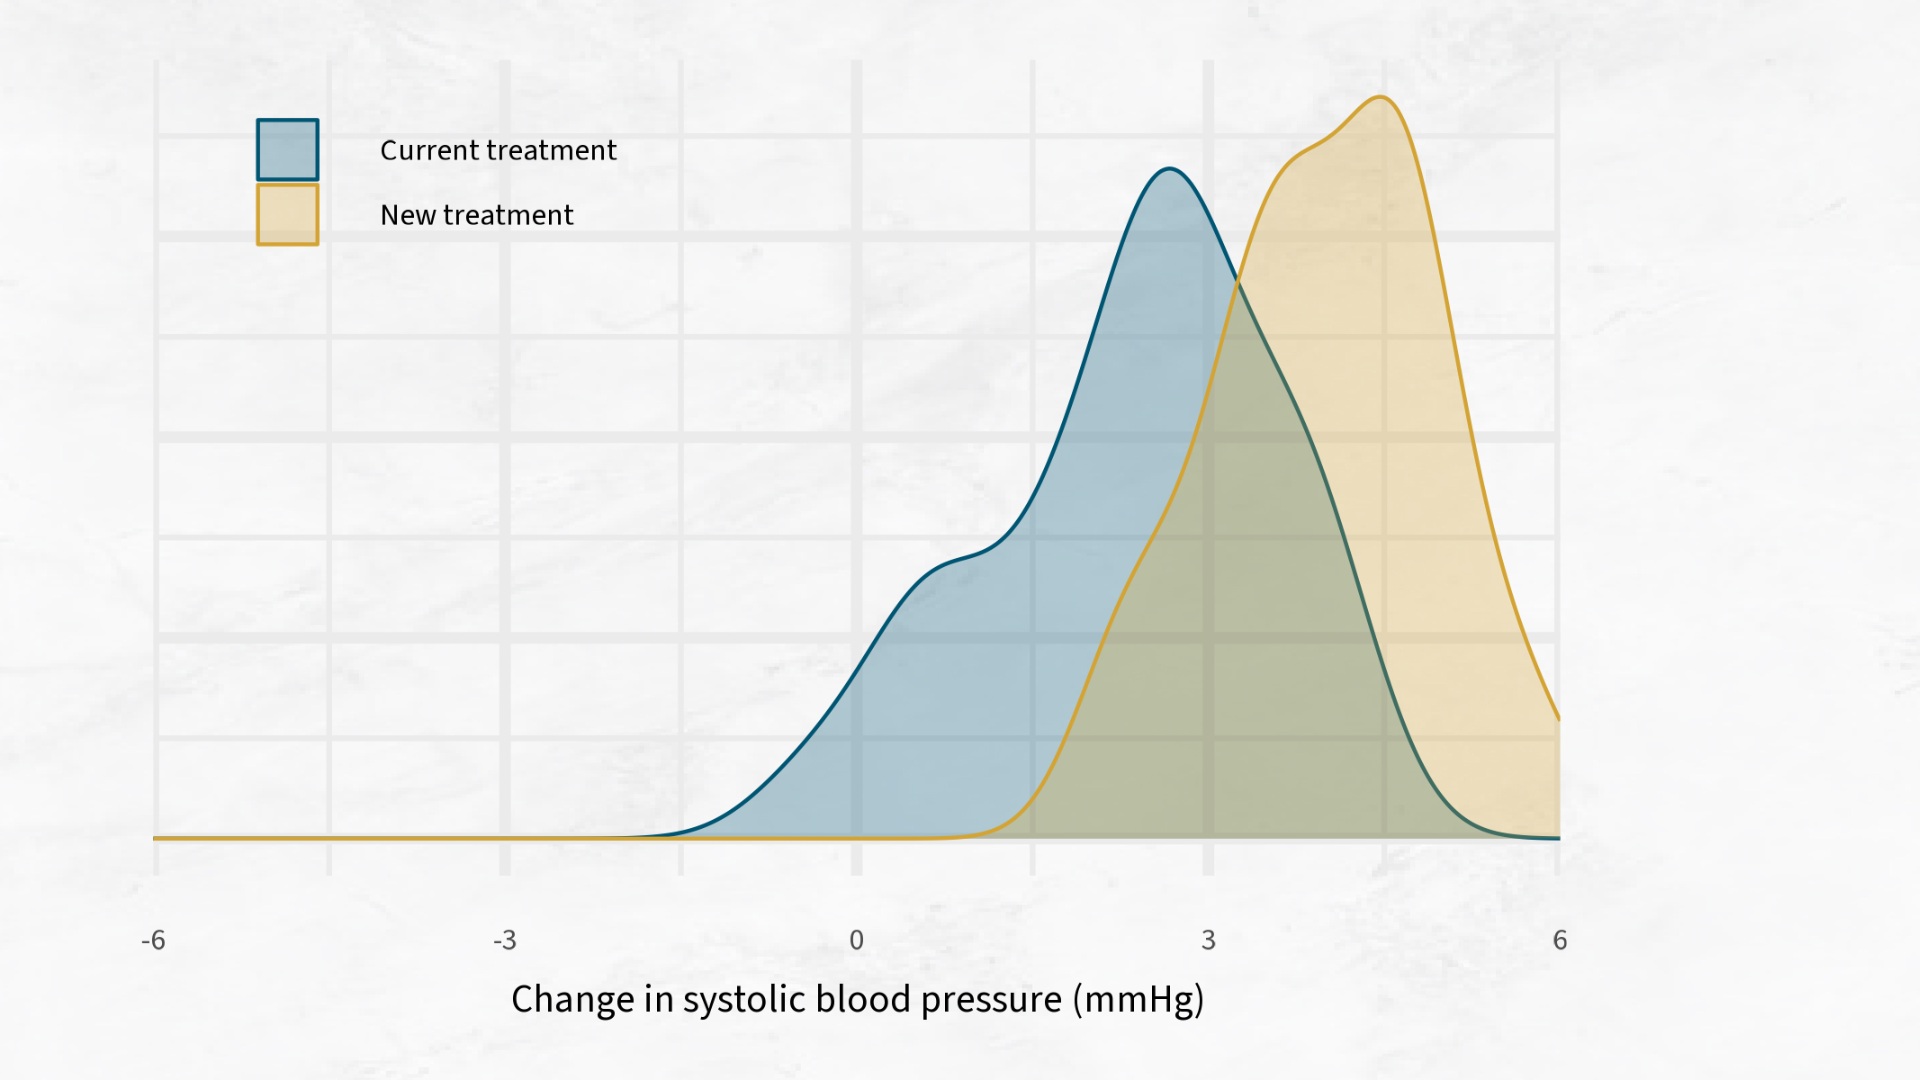 Current treatment
New treatment
-6 -3 0 3 6
Change in systolic blood pressure (mmHg)